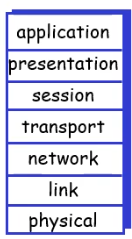 application
presentation
session
transport
network
link
physical